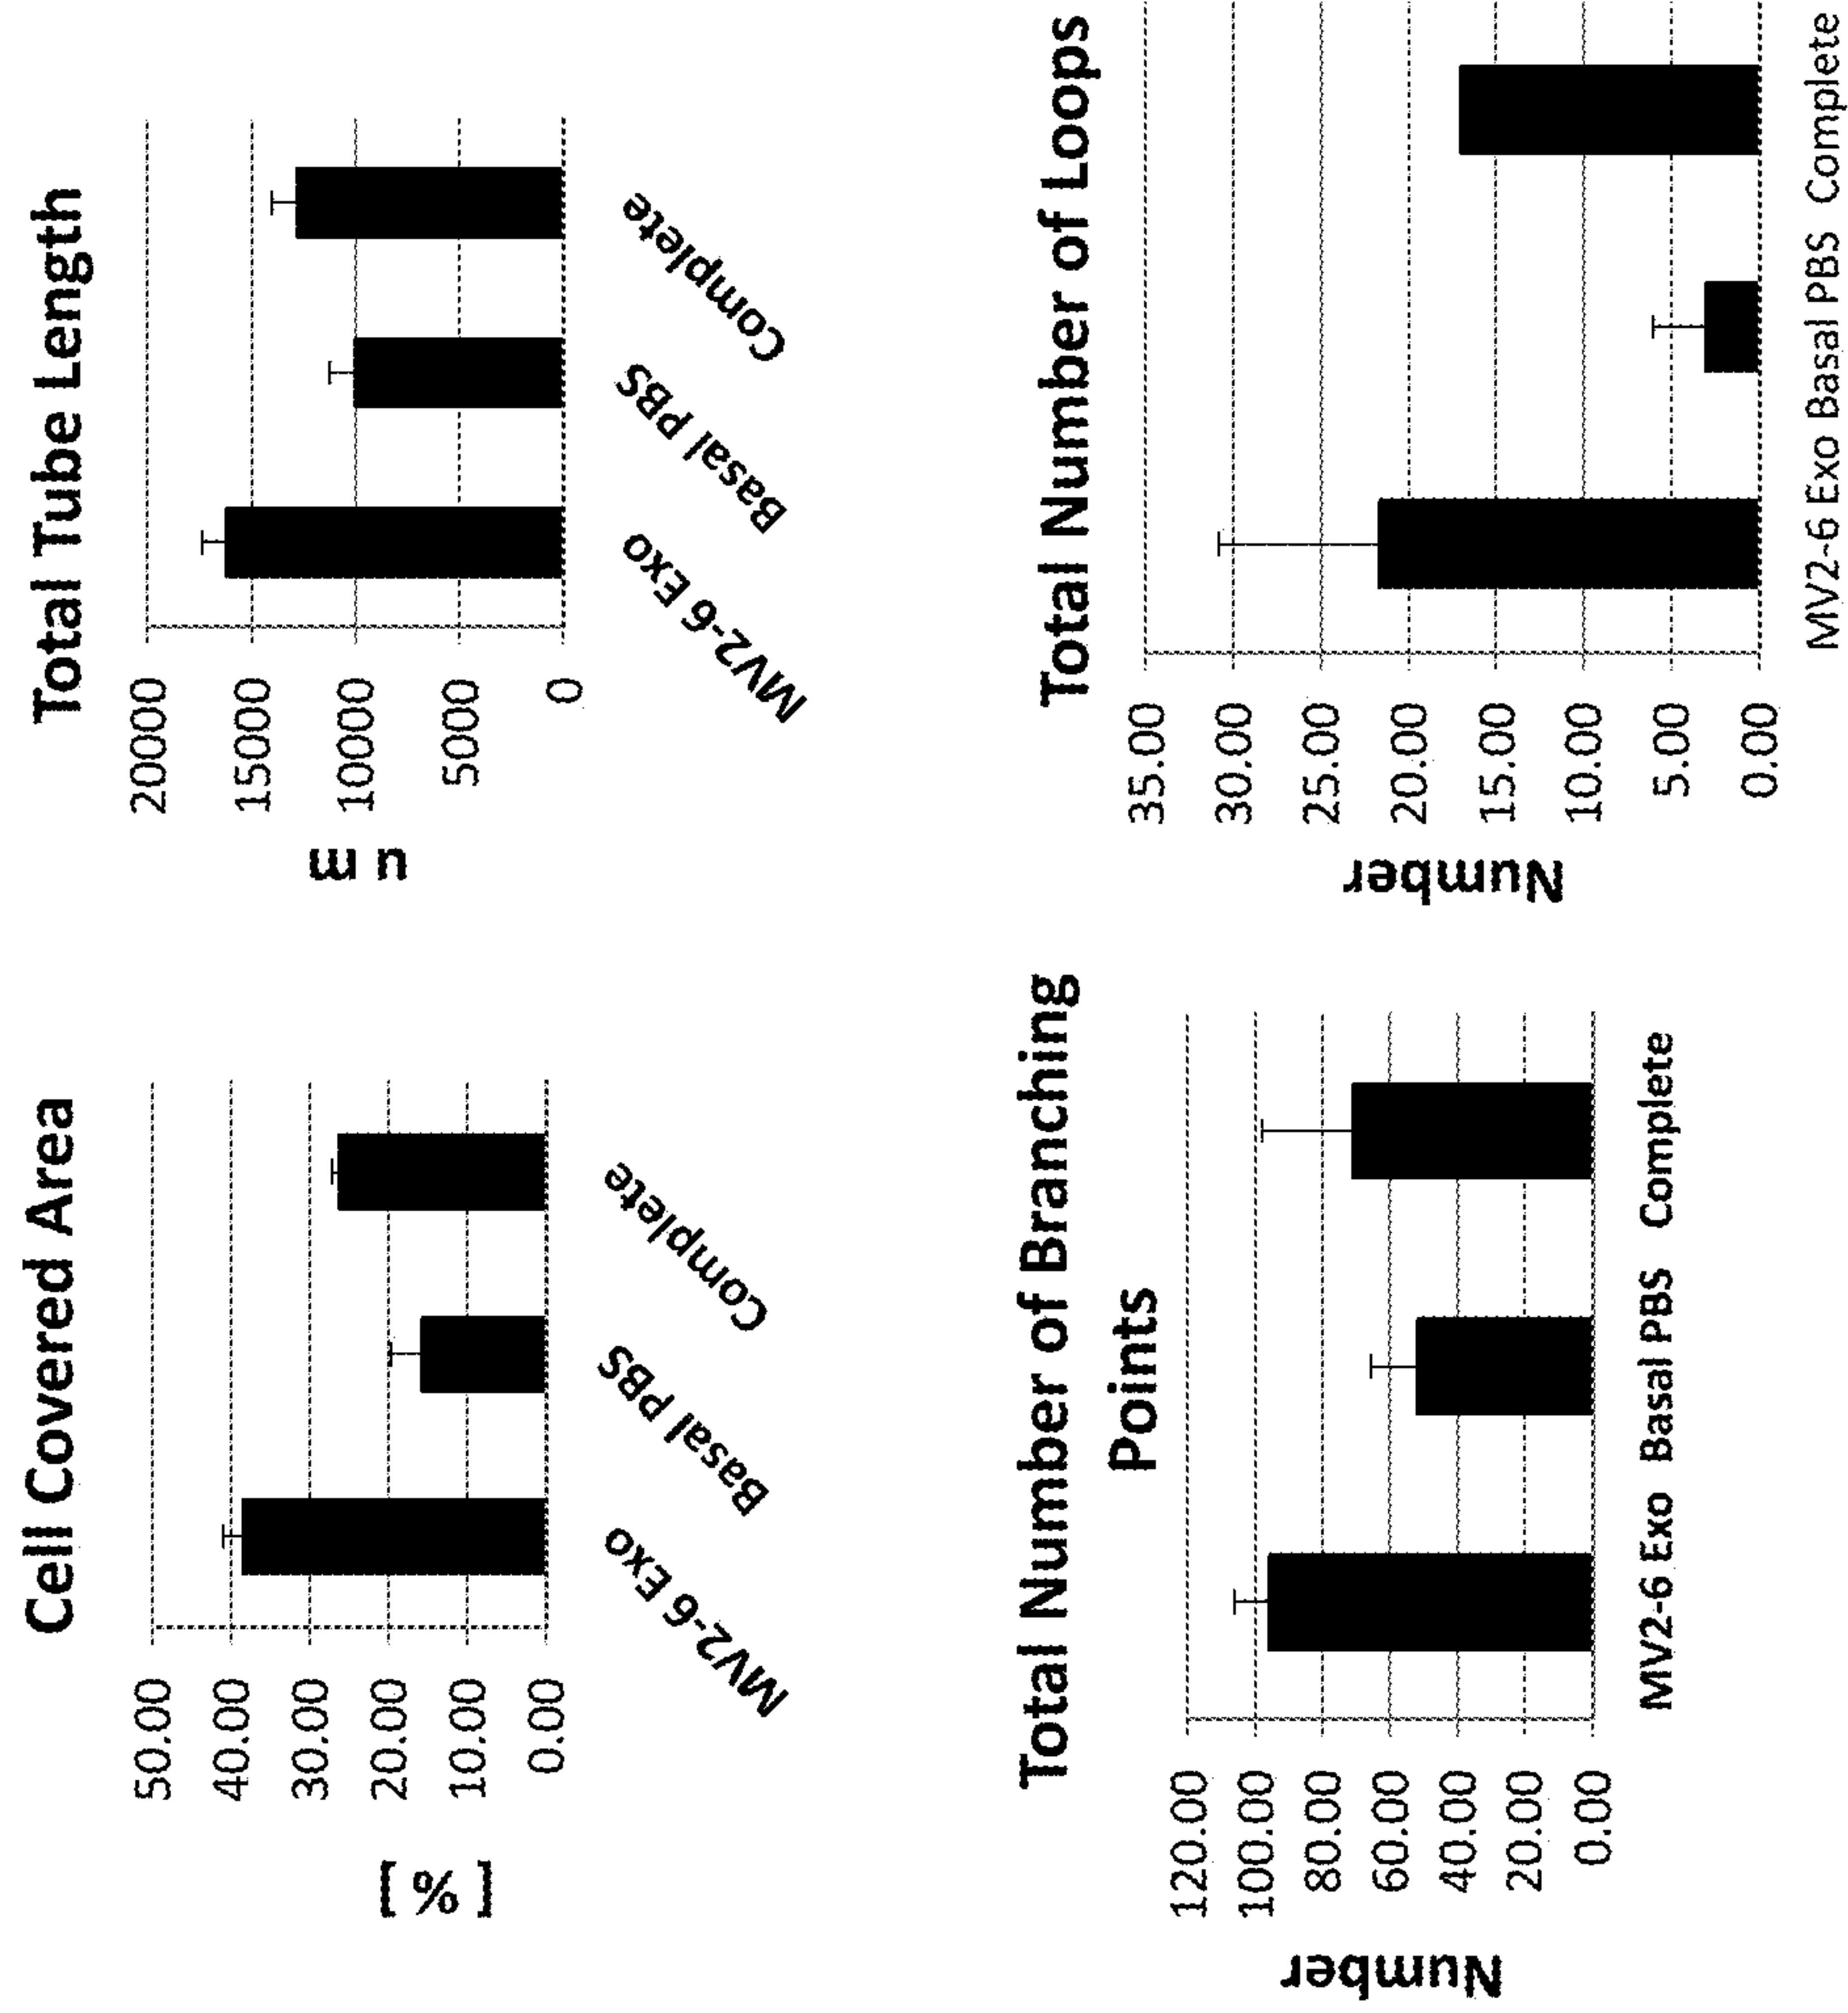 Cell Covered Area
[ % ]
50.00
40.00
30.00
20.00
10.00
0.00
MV2-6 Exo
Basal PBS
Complete
Total Tube Length
u m
20000
15000
10000
5000
0
MV2-6 Exo
Basal PBS
Complete
Total Number of Branching
Points
Number
120.00
100.00
80.00
60.00
40.00
20.00
0.00
MV2-6 Exo Basal PBS Complete
Total Number of Loops
Number
35.00
30.00
25.00
20.00
15.00
10.00
5.00
0.00
MV2-6 Exo Basal PBS Complete